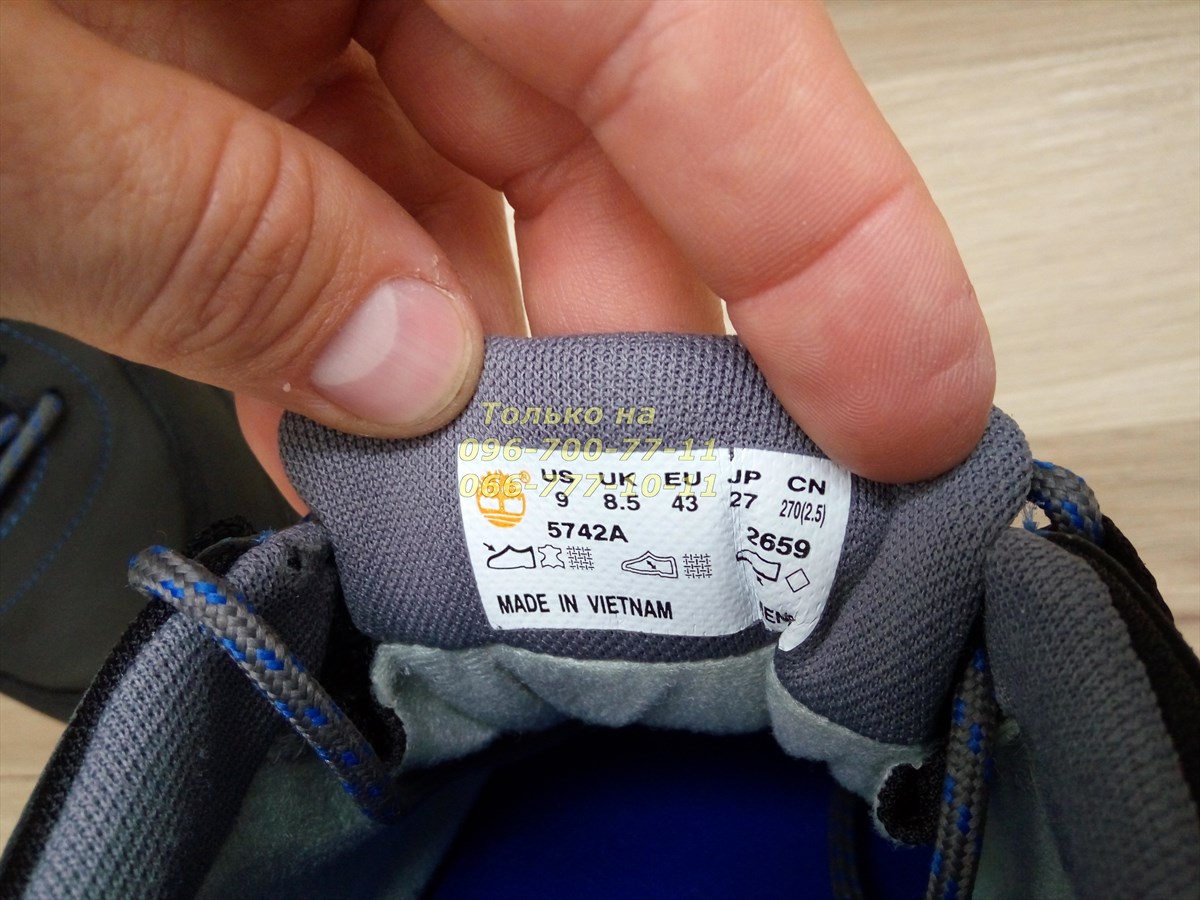 Только на
096-700-77-11
066-777-10-11
US UK EU JP CN
9 8.5 43 27 270(2.5)
5742A 2659
MADE IN VIETNAM